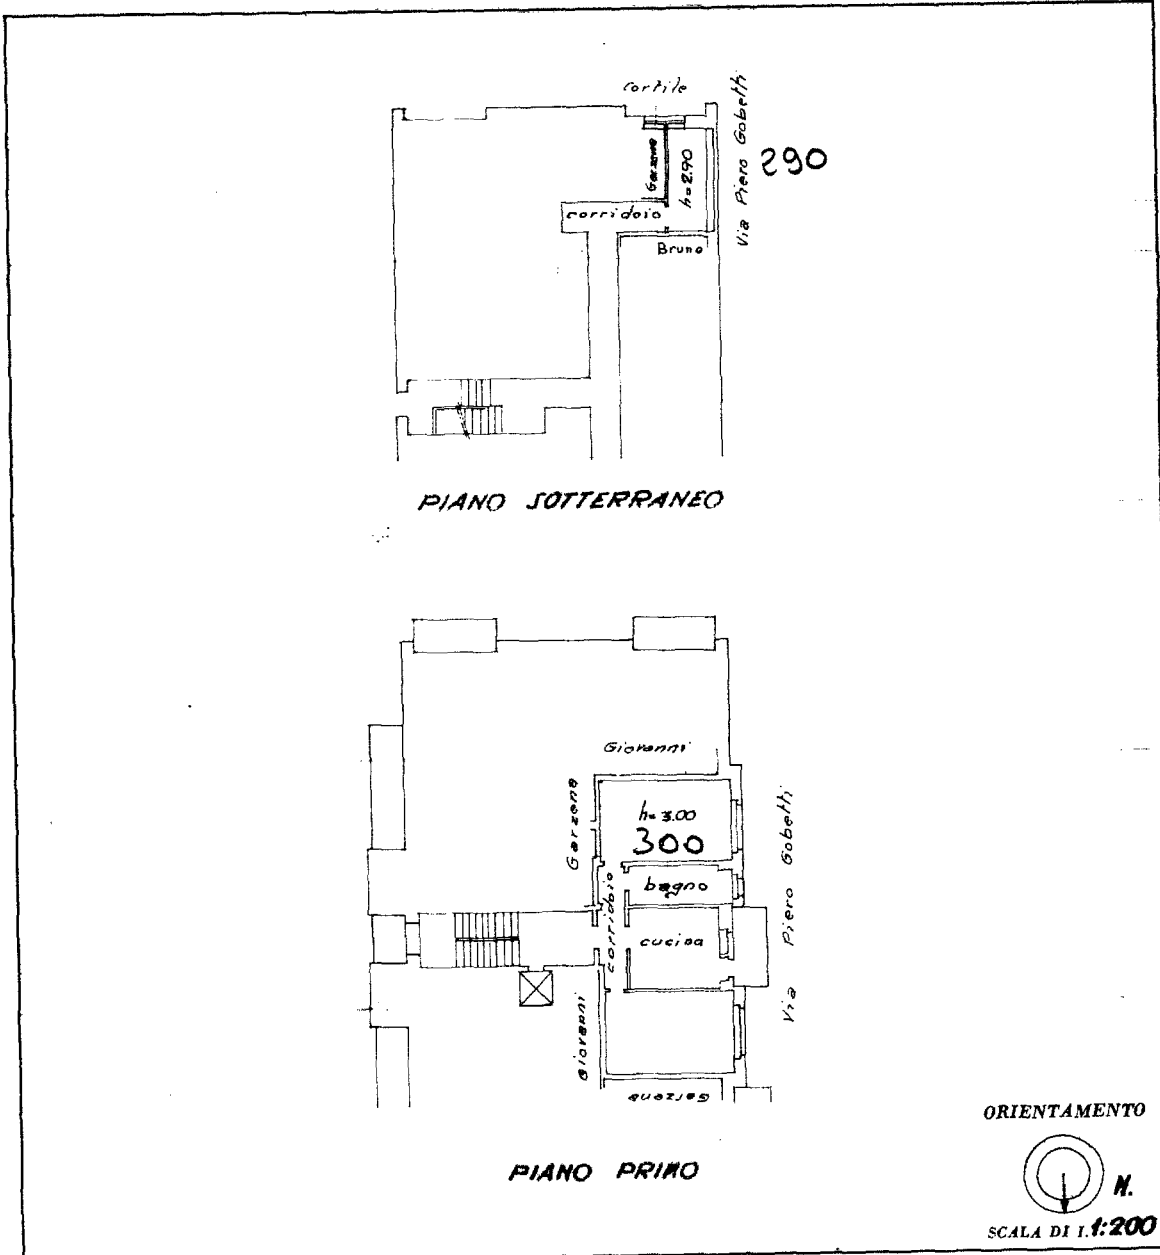 cortile
Via Piero Gobetti
290
Garzena
h=2.90
corridoio
Bruno
PIANO SOTTERRANEO
Giovanni
Garzena
h=3.00
300
bagno
corridoio
cucina
Via Piero Gobetti
Giovanni
Garzena
ORIENTAMENTO
N.
PIANO PRIMO
SCALA DI 1:1:200